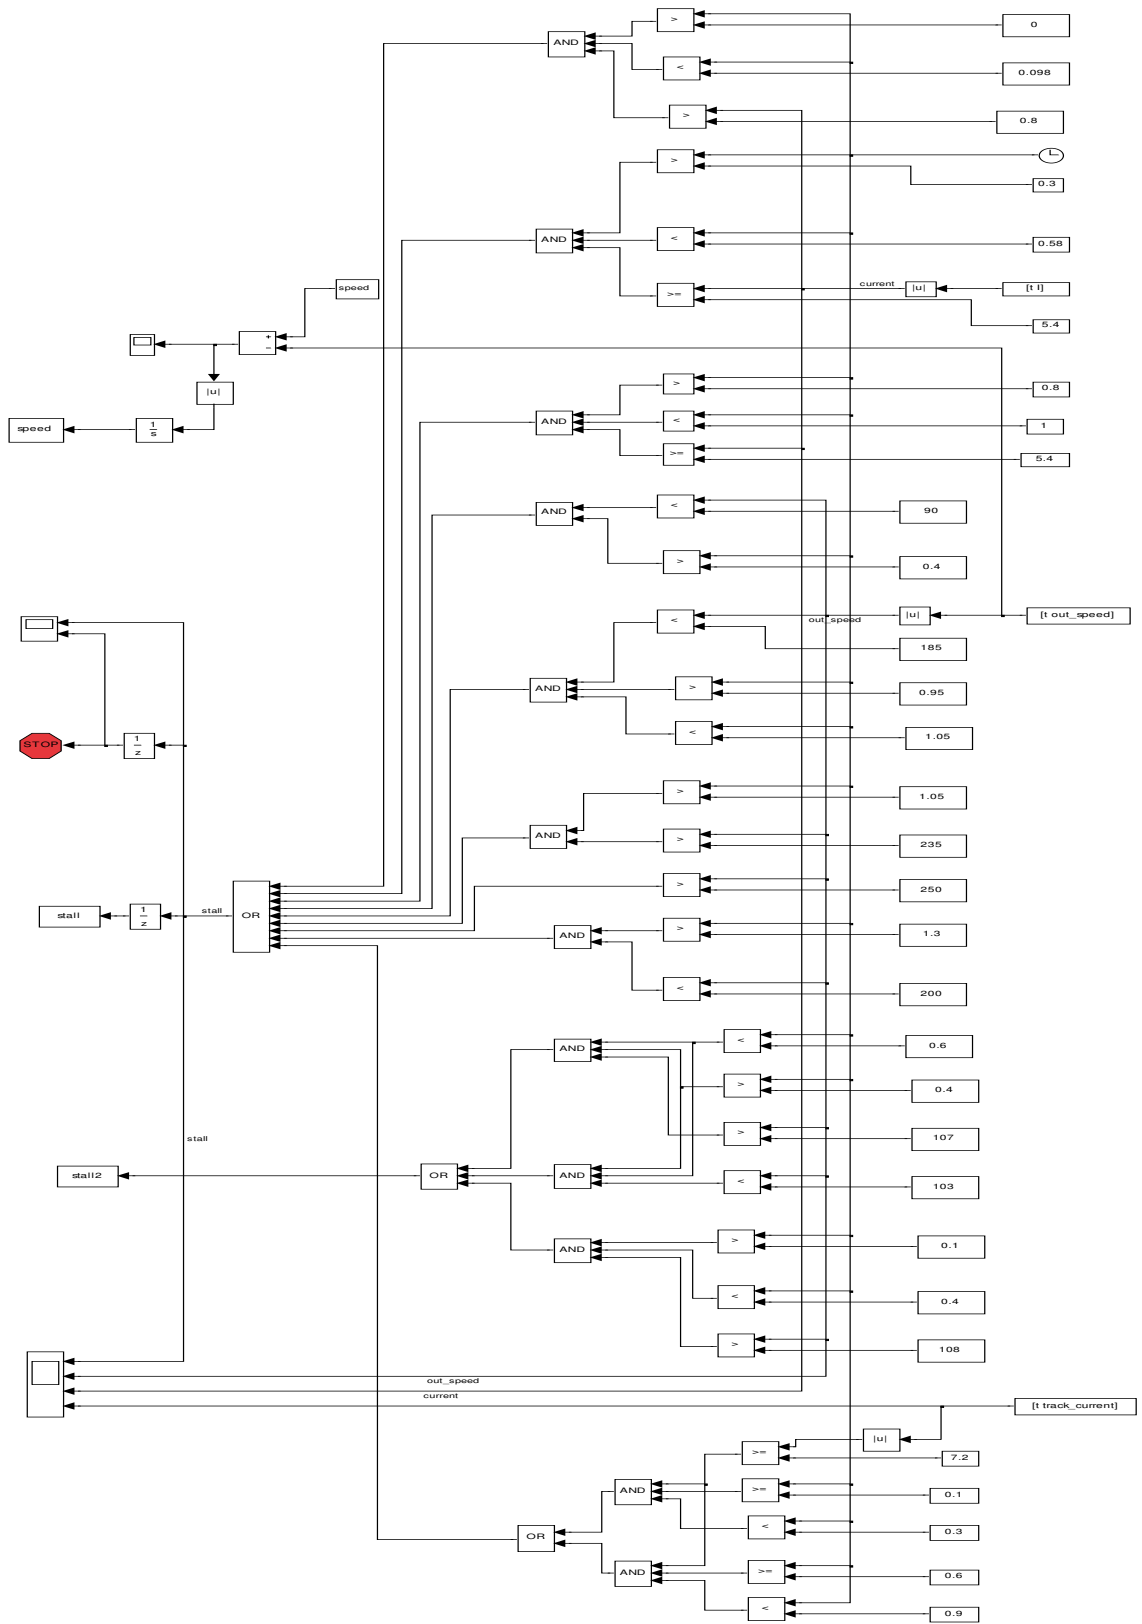 >
0
AND
<
0.098
>
0.8
>
0.3
AND
<
0.58
speed
>=
current
|u|
[t I]
5.4
+
−
|u|
>
0.8
speed
1
s
AND
<
1
>=
5.4
AND
<
90
>
0.4
<
out_speed
|u|
[t out_speed]
185
AND
>
0.95
<
1.05
STOP
1
z
>
1.05
AND
>
235
>
250
stall
1
z
stall
OR
AND
>
1.3
<
200
AND
<
0.6
>
0.4
>
107
stall
stall2
OR
AND
<
103
AND
>
0.1
<
0.4
>
108
out_speed
current
[t track_current]
|u|
>=
7.2
AND
>=
0.1
<
0.3
OR
AND
>=
0.6
<
0.9